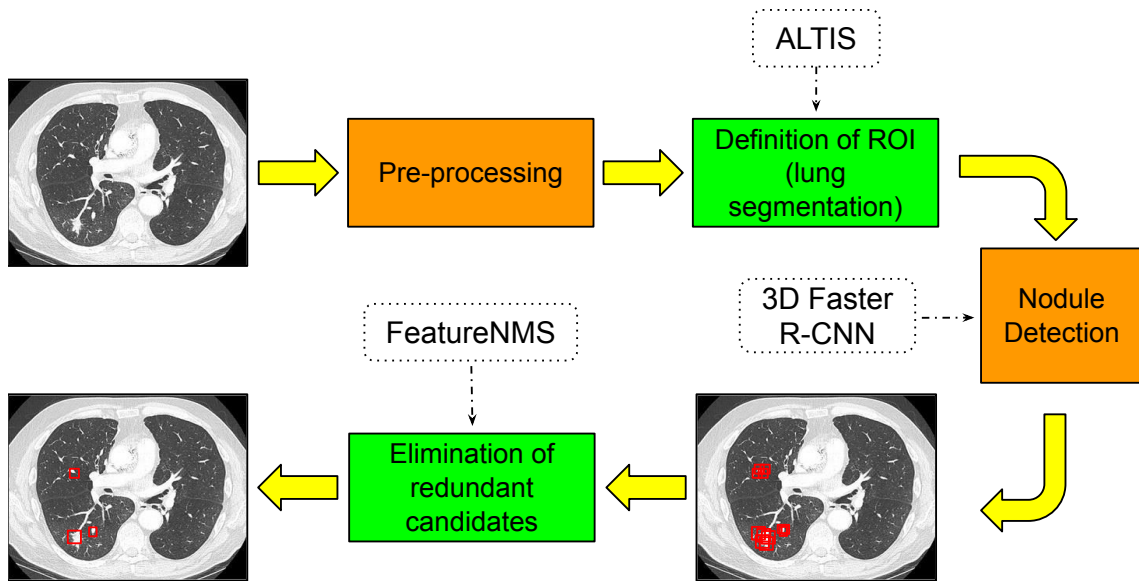 ALTIS
Pre-processing
Definition of ROI
(lung
segmentation)
3D Faster
R-CNN
Nodule
Detection
FeatureNMS
Elimination of
redundant
candidates